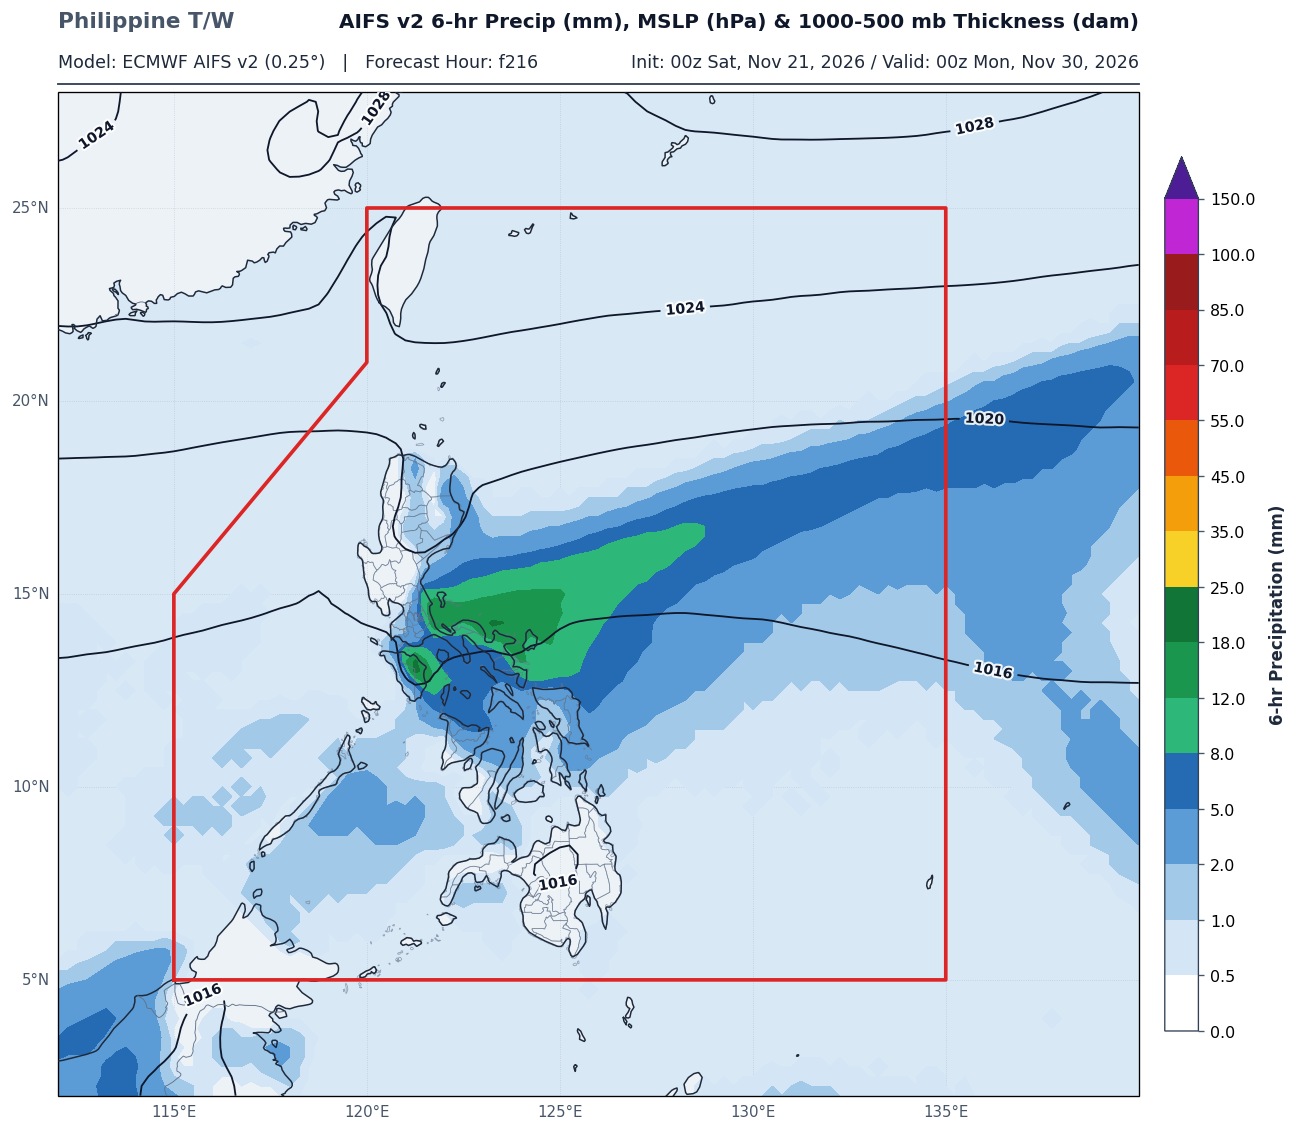 Philippine T/W
AIFS v2 6-hr Precip (mm), MSLP (hPa) & 1000-500 mb Thickness (dam)
Model: ECMWF AIFS v2 (0.25°) | Forecast Hour: f216
Init: 00z Sat, Nov 21, 2026 / Valid: 00z Mon, Nov 30, 2026
1024
1028
1028
1024
1020
1016
1016
1016
25°N
20°N
15°N
10°N
5°N
115°E
120°E
125°E
130°E
135°E
150.0
100.0
85.0
70.0
55.0
45.0
35.0
25.0
18.0
12.0
8.0
5.0
2.0
1.0
0.5
0.0
6-hr Precipitation (mm)